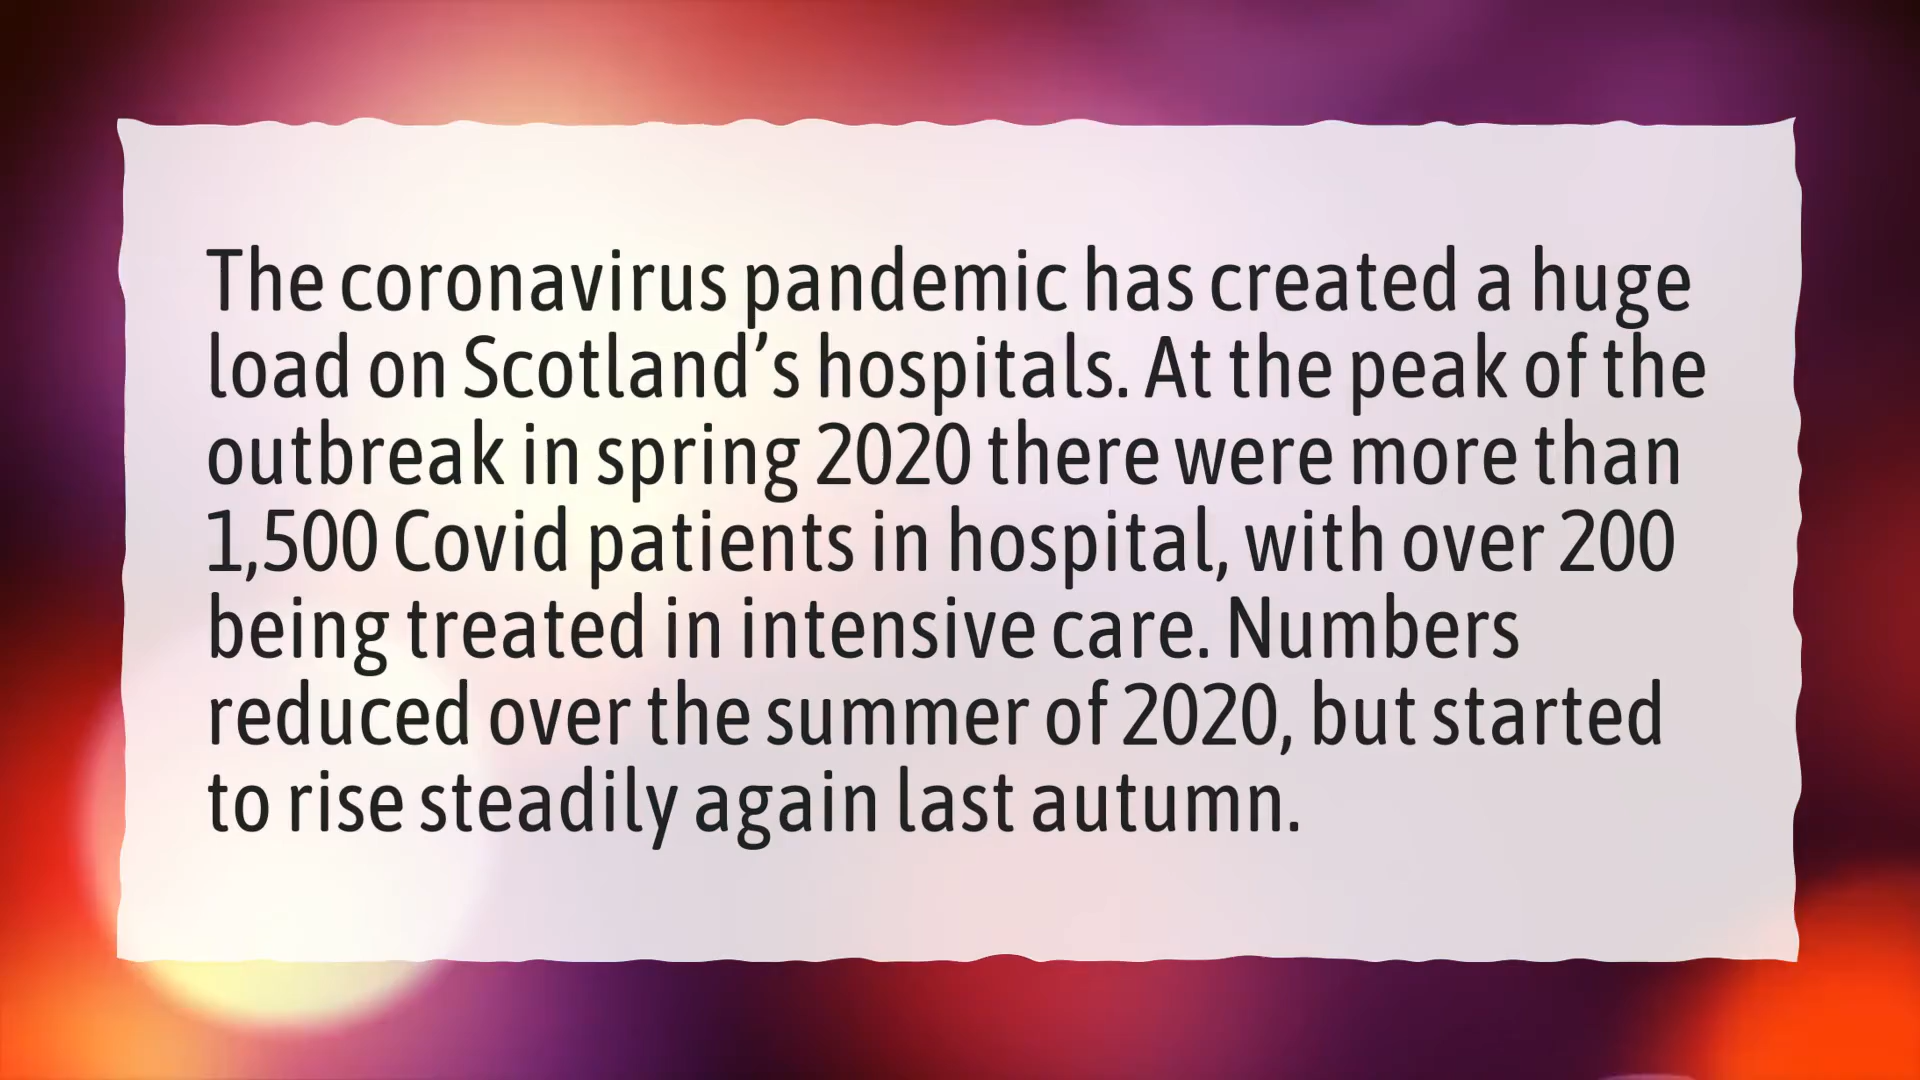 The coronavirus pandemic has created a huge
load on Scotland’s hospitals. At the peak of the
outbreak in spring 2020 there were more than
1,500 Covid patients in hospital, with over 200
being treated in intensive care. Numbers
reduced over the summer of 2020, but started
to rise steadily again last autumn.